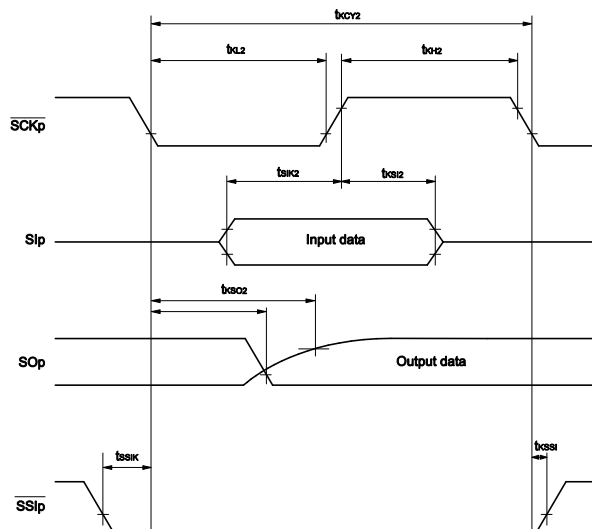 tKCY2
tKL2
tKH2
SCKp
tSIK2
tKSI2
SIp
Input data
tKSO2
SOp
Output data
tSSIK
tKSSI
SSIp